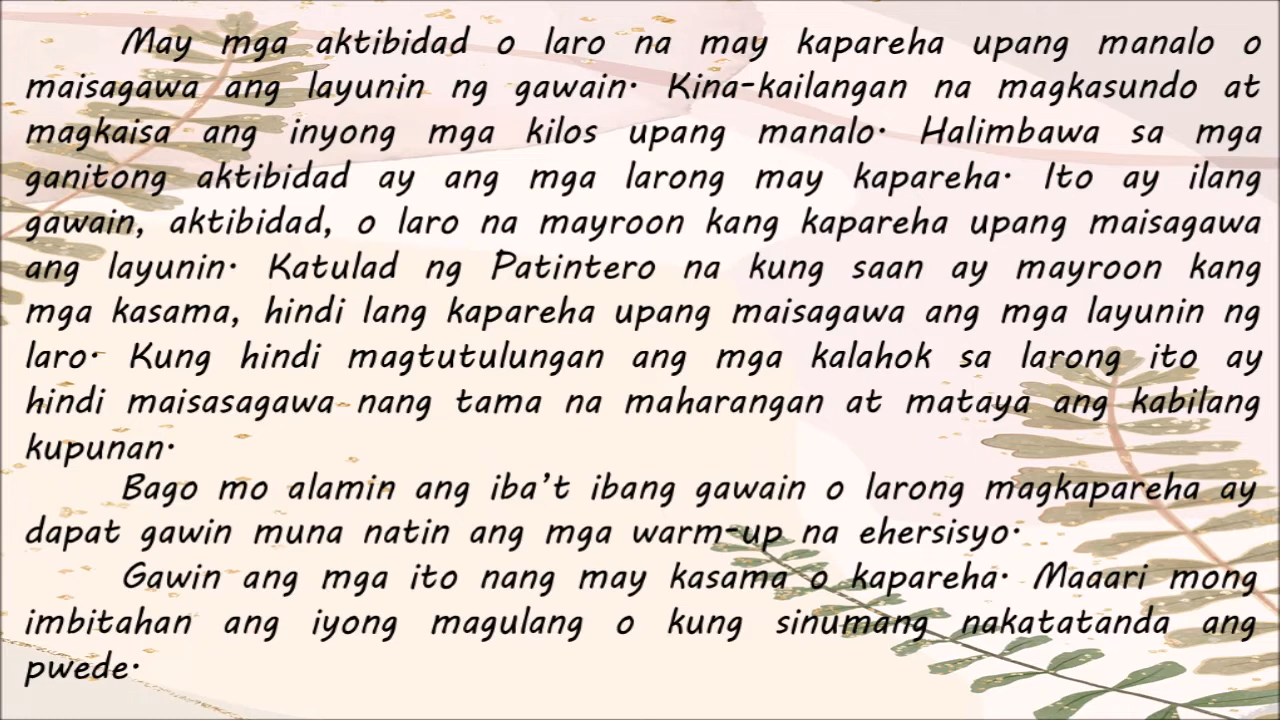 May mga aktibidad o laro na may kapareha upang manalo o
maisagawa ang layunin ng gawain. Kina-kailangan na magkasundo at
magkaisa ang inyong mga kilos upang manalo. Halimbawa sa mga
ganitong aktibidad ay ang mga larong may kapareha. Ito ay ilang
gawain, aktibidad, o laro na mayroon kang kapareha upang maisagawa
ang layunin. Katulad ng Patintero na kung saan ay mayroon kang
mga kasama, hindi lang kapareha upang maisagawa ang mga layunin ng
laro. Kung hindi magtutulungan ang mga kalahok sa larong ito ay
hindi maisasagawa nang tama na maharangan at mataya ang kabilang
kupunan.
Bago mo alamin ang iba’t ibang gawain o larong magkapareha ay
dapat gawin muna natin ang mga warm-up na ehersisyo.
Gawin ang mga ito nang may kasama o kapareha. Maaari mong
imbitahan ang iyong magulang o kung sinumang nakatatanda ang
pwede.